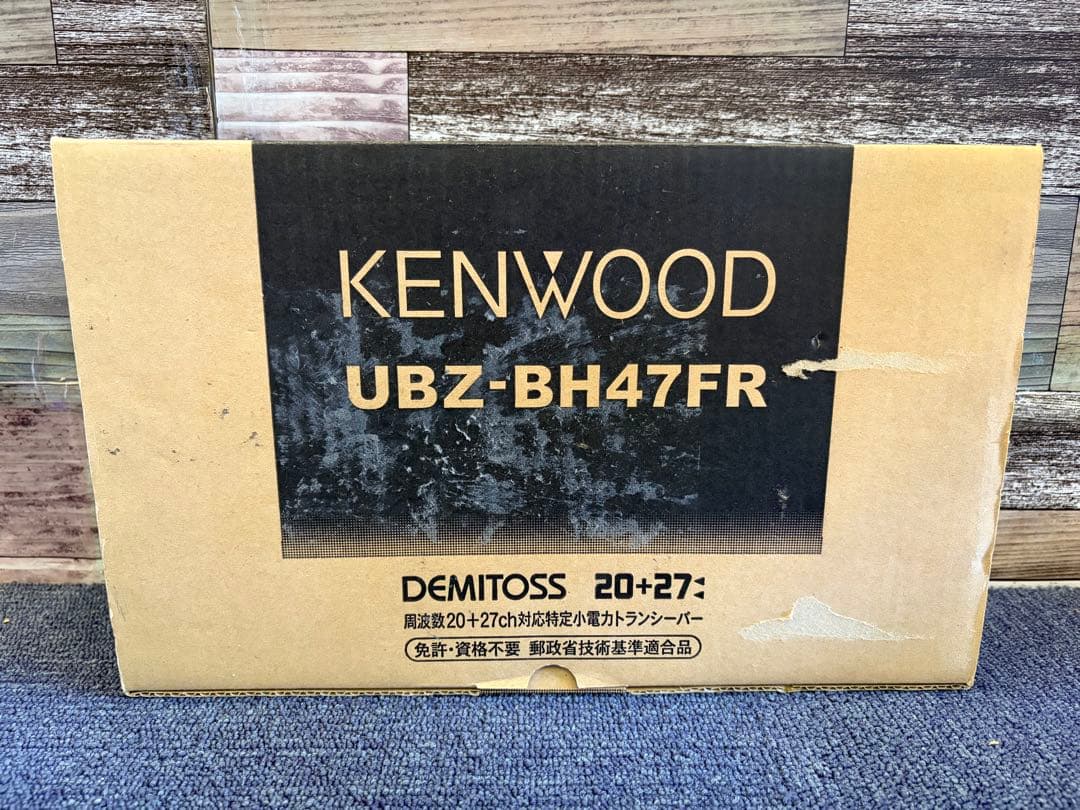 KENWOOD
UBZ-BH47FR
DEMITOSS 20+27
周波数20+27ch対応特定小電力トランシーバー
免許・資格不要 郵政省技術基準適合品